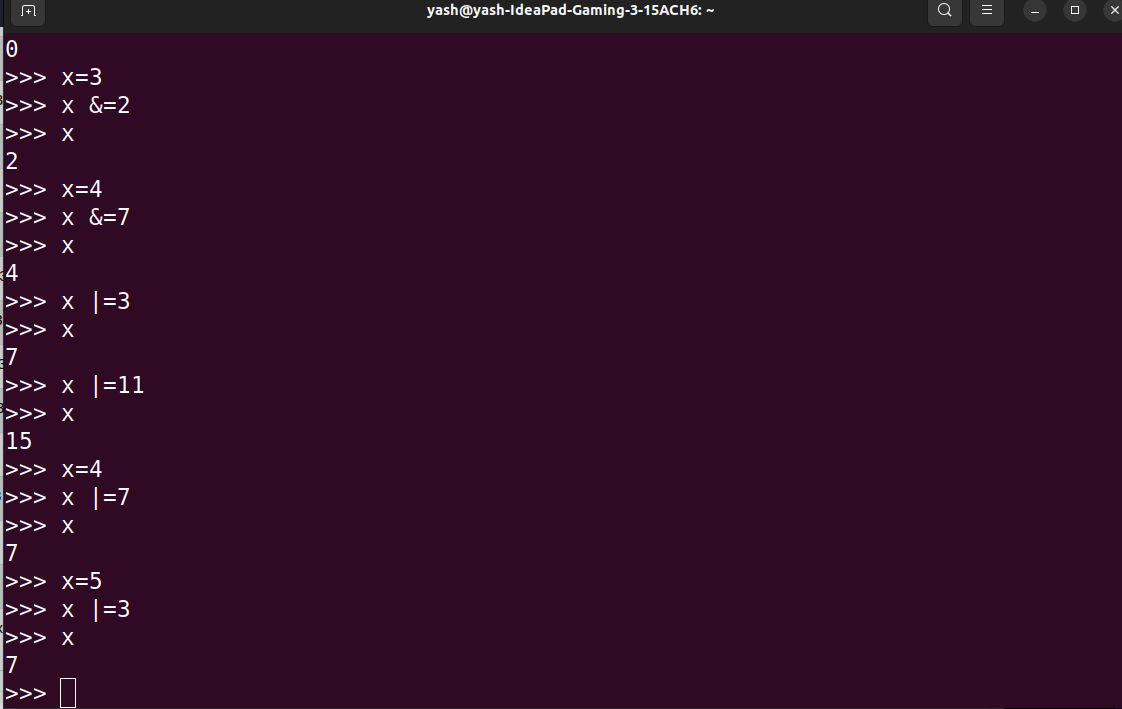 yash@yash-IdeaPad-Gaming-3-15ACH6: ~
0
>>> x=3
>>> x &=2
>>> x
2
>>> x=4
>>> x &=7
>>> x
4
>>> x |=3
>>> x
7
>>> x |=11
>>> x
15
>>> x=4
>>> x |=7
>>> x
7
>>> x=5
>>> x |=3
>>> x
7
>>>